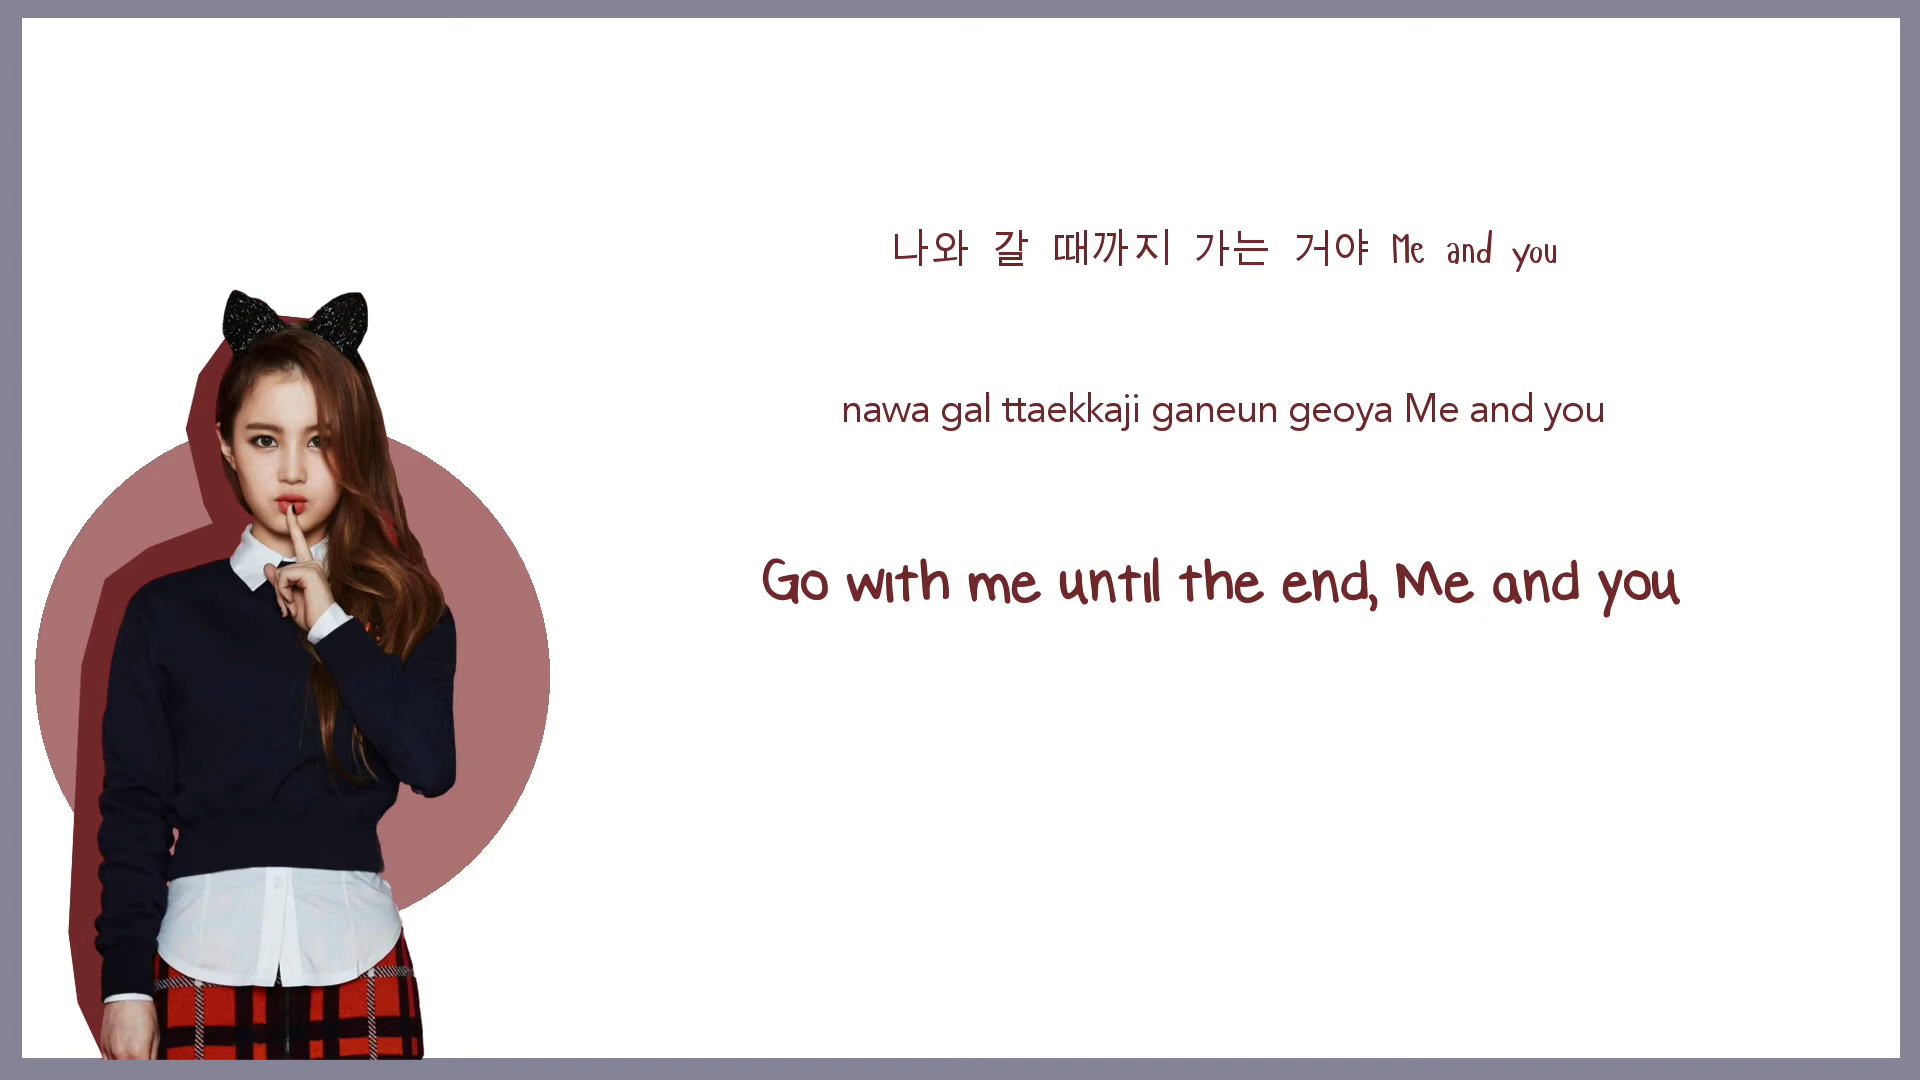 나와 갈 때까지 가는 거야 Me and you
nawa gal ttaekkaji ganeun geoya Me and you
Go with me until the end, Me and you